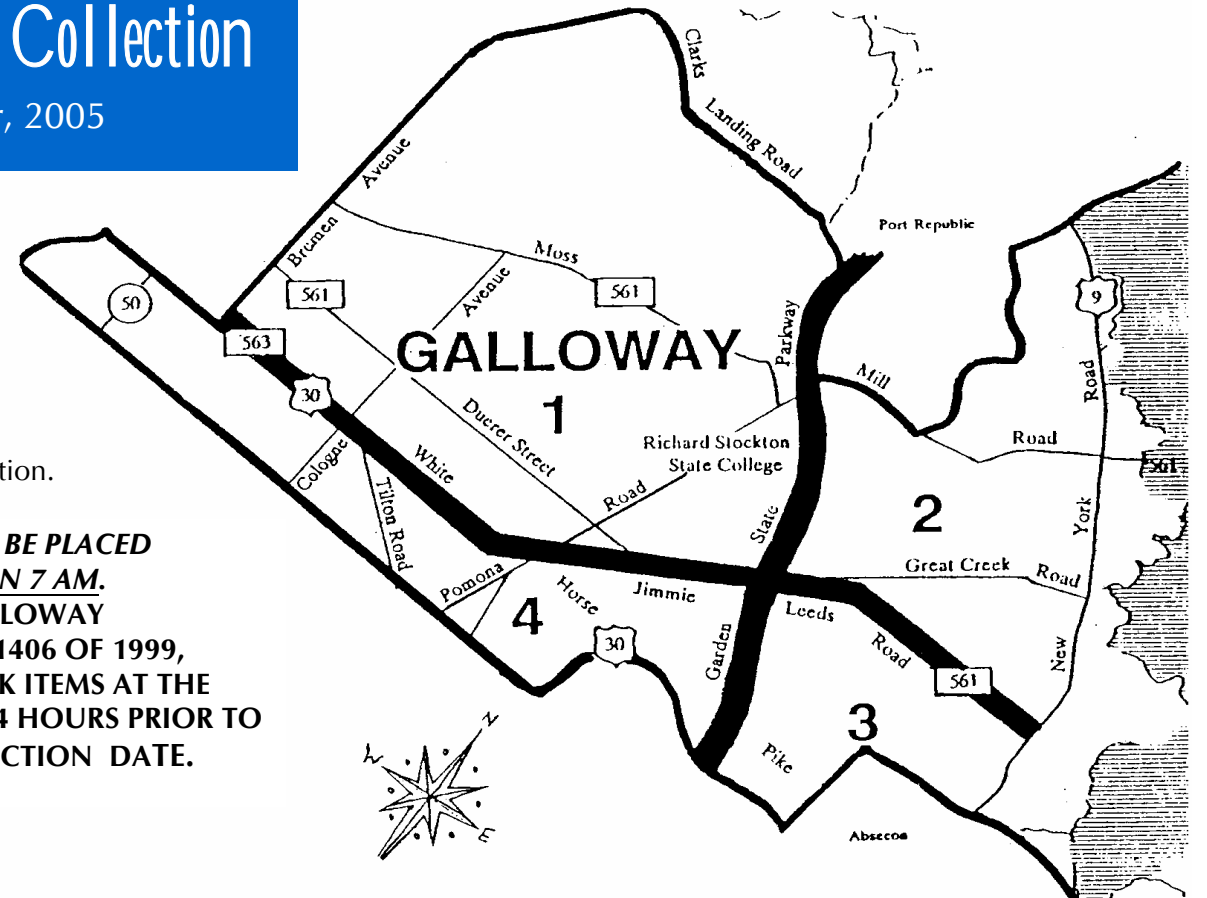 Collection
, 2005
tion.
BE PLACED
N 7 AM.
LOWAY
1406 OF 1999,
K ITEMS AT THE
4 HOURS PRIOR TO
CTION DATE.
Clarks
Landing Road
Avenue
Bremen
Port Republic
Moss
50
561
Avenue
561
9
563
GALLOWAY
Parkway
Mill
Road
30
1
Duerer Street
Richard Stockton
State College
Road
561
Cologne
White
Road
2
York
Tilton Road
State
Great Creek
Road
Pomona
Horse
Jimmie
Leeds
4
30
Garden
Road
New
561
3
Pike
N
W
E
Absecon